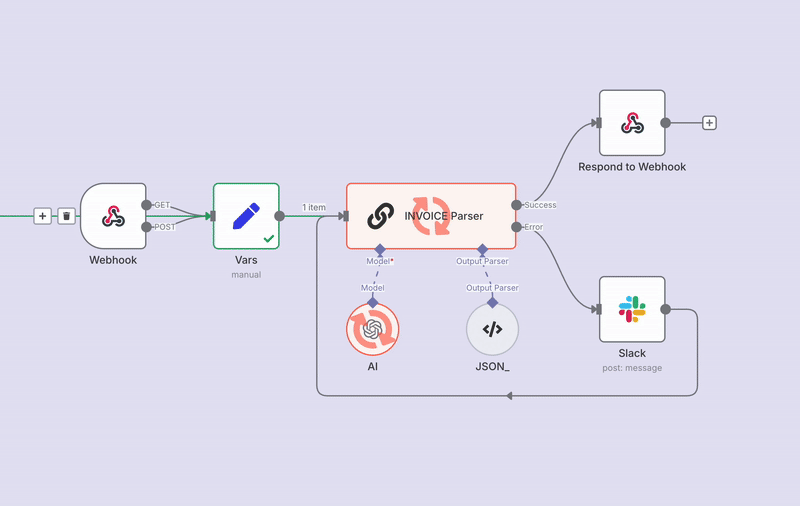 Respond to Webhook
GET
POST
Webhook
Vars
manual
1 item
INVOICE Parser
Success
Error
Model*
Output Parser
Model
Output Parser
AI
JSON_
Slack
post: message